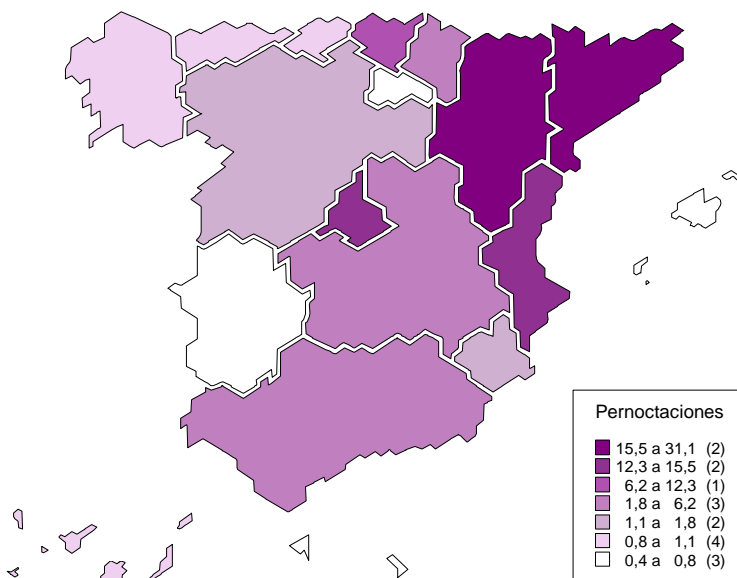 Pernoctaciones
15,5 a 31,1 (2)
12,3 a 15,5 (2)
6,2 a 12,3 (1)
1,8 a 6,2 (3)
1,1 a 1,8 (2)
0,8 a 1,1 (4)
0,4 a 0,8 (3)